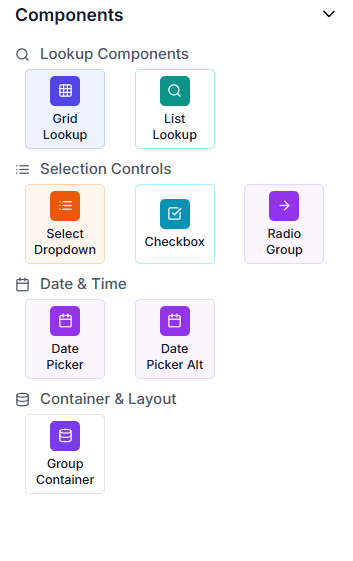 Components
Lookup Components
Grid
Lookup
List
Lookup
Selection Controls
Select
Dropdown
Checkbox
Radio
Group
Date & Time
Date
Picker
Date
Picker Alt
Container & Layout
Group
Container